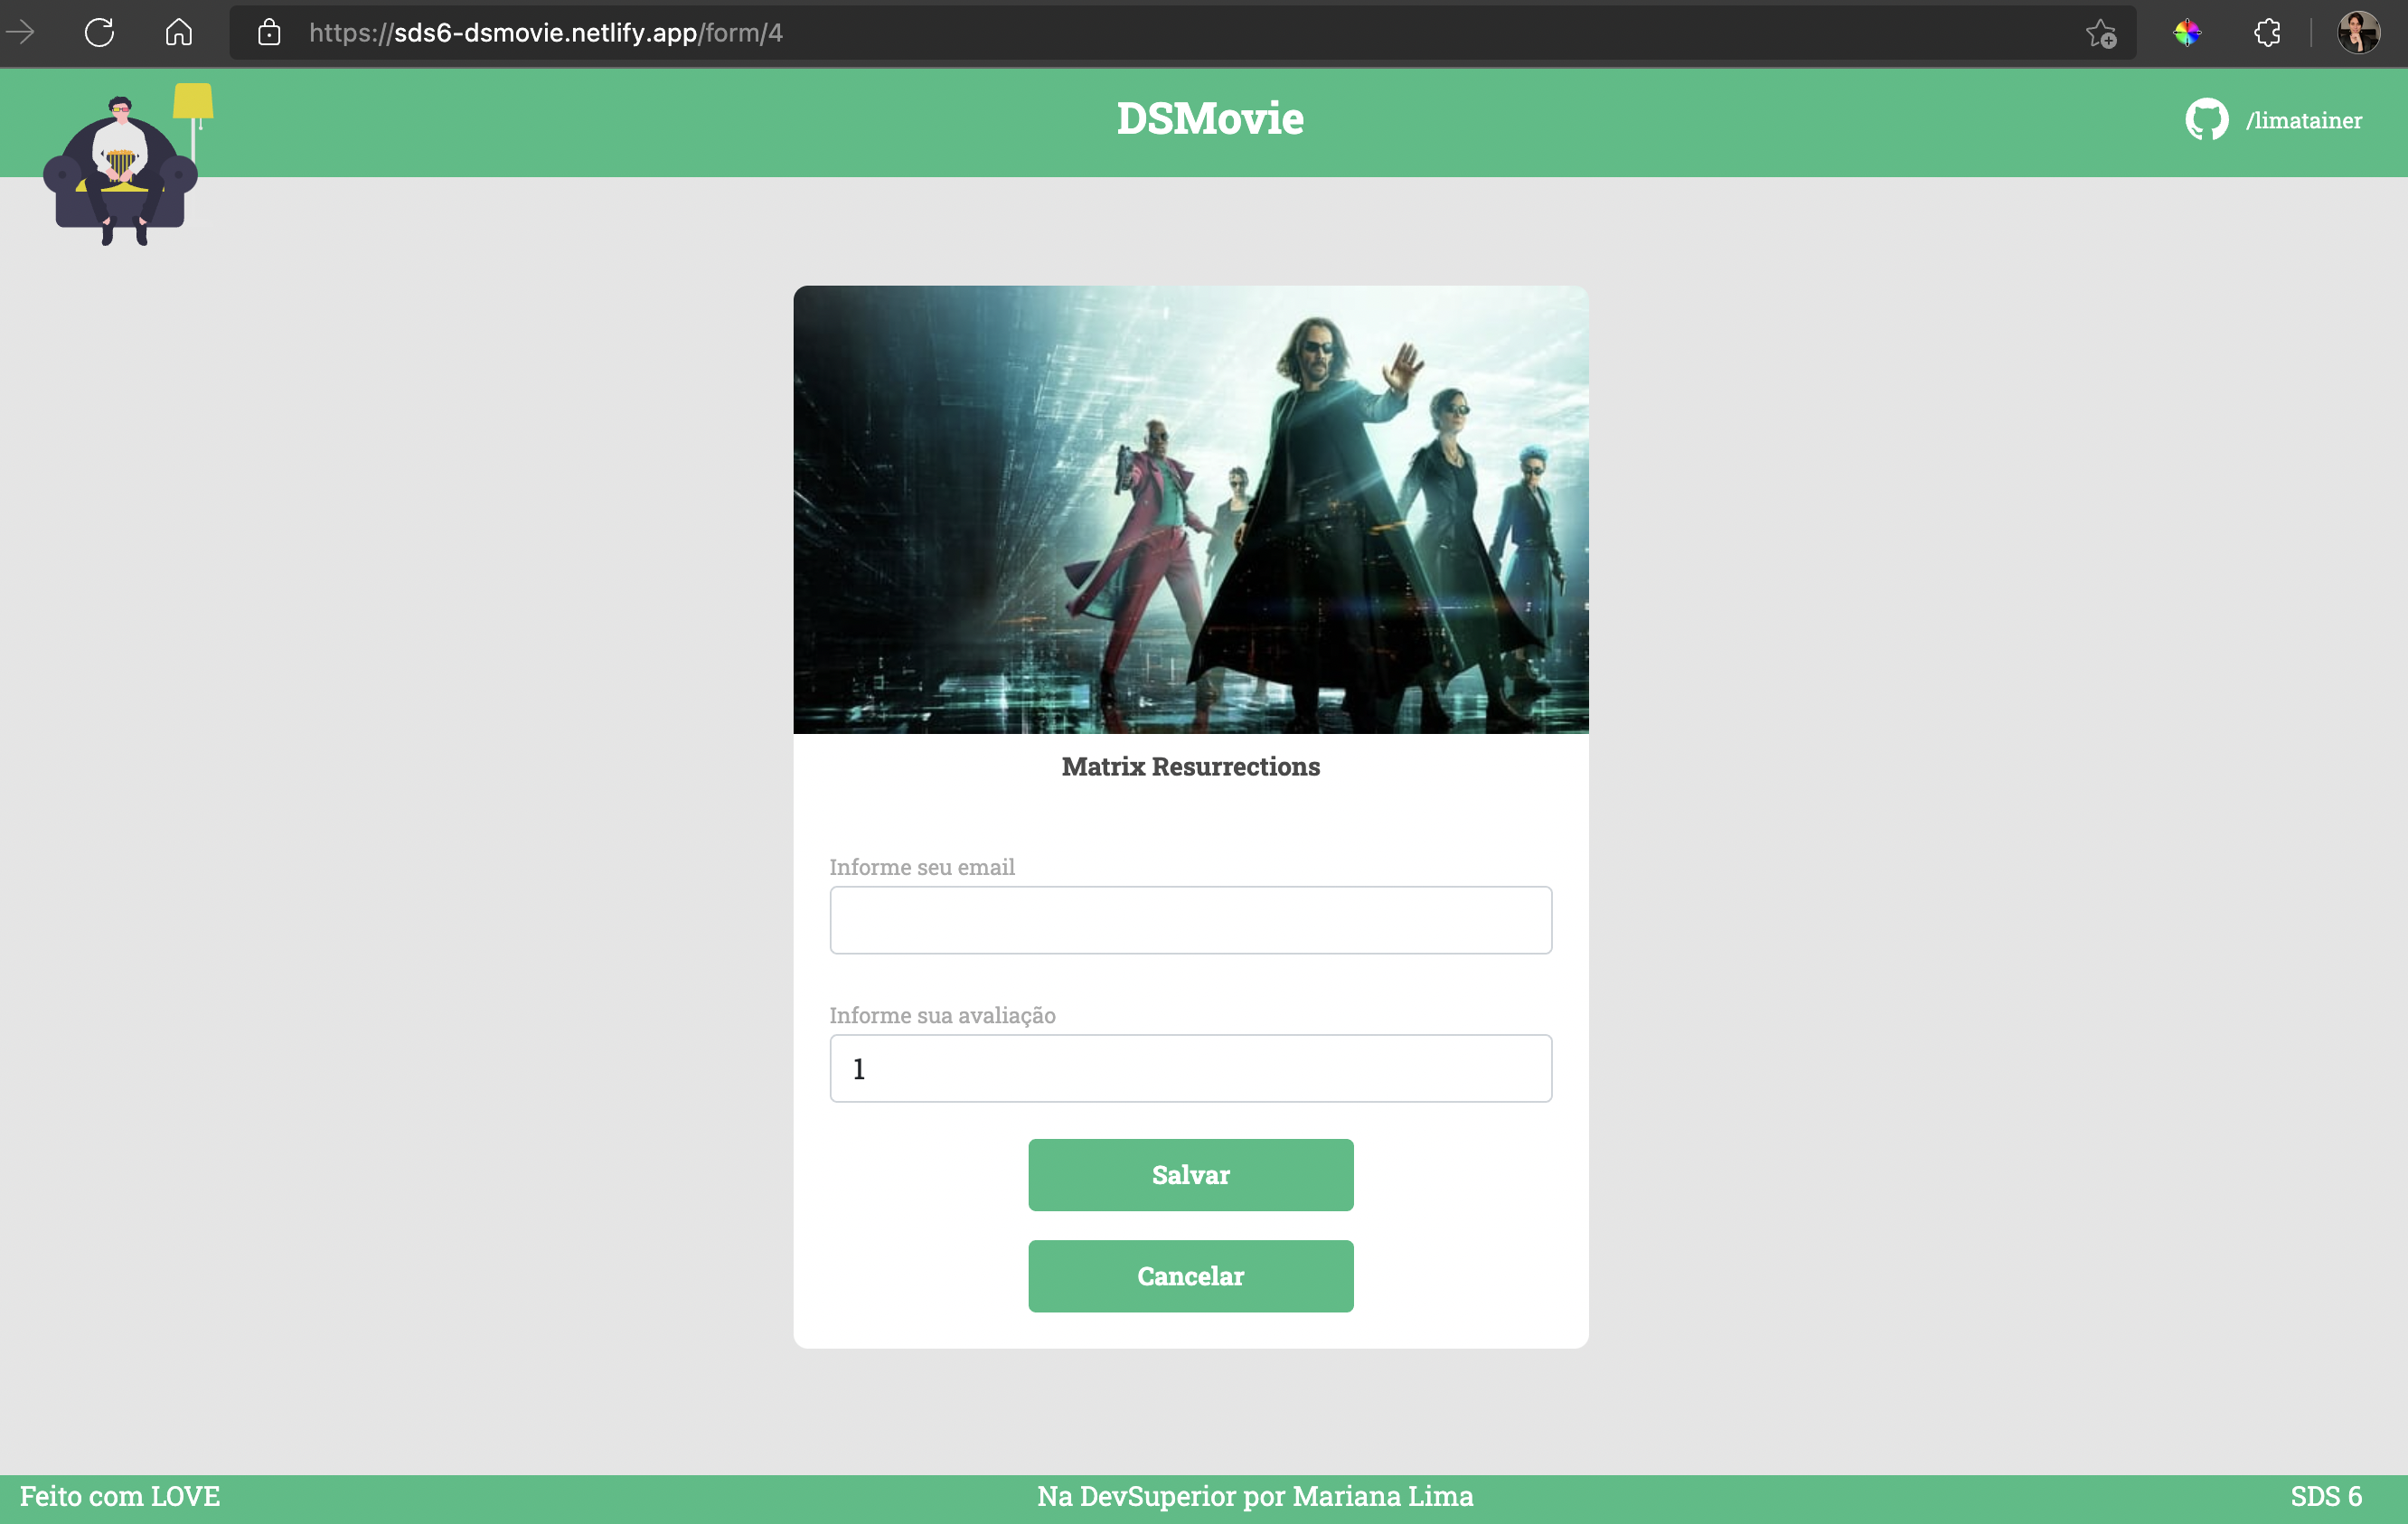 https://sds6-dsmovie.netlify.app/form/4
DSMovie
/limatainer
Matrix Resurrections
Informe seu email
Informe sua avaliação
1
Salvar
Cancelar
Feito com LOVE
Na DevSuperior por Mariana Lima
SDS 6